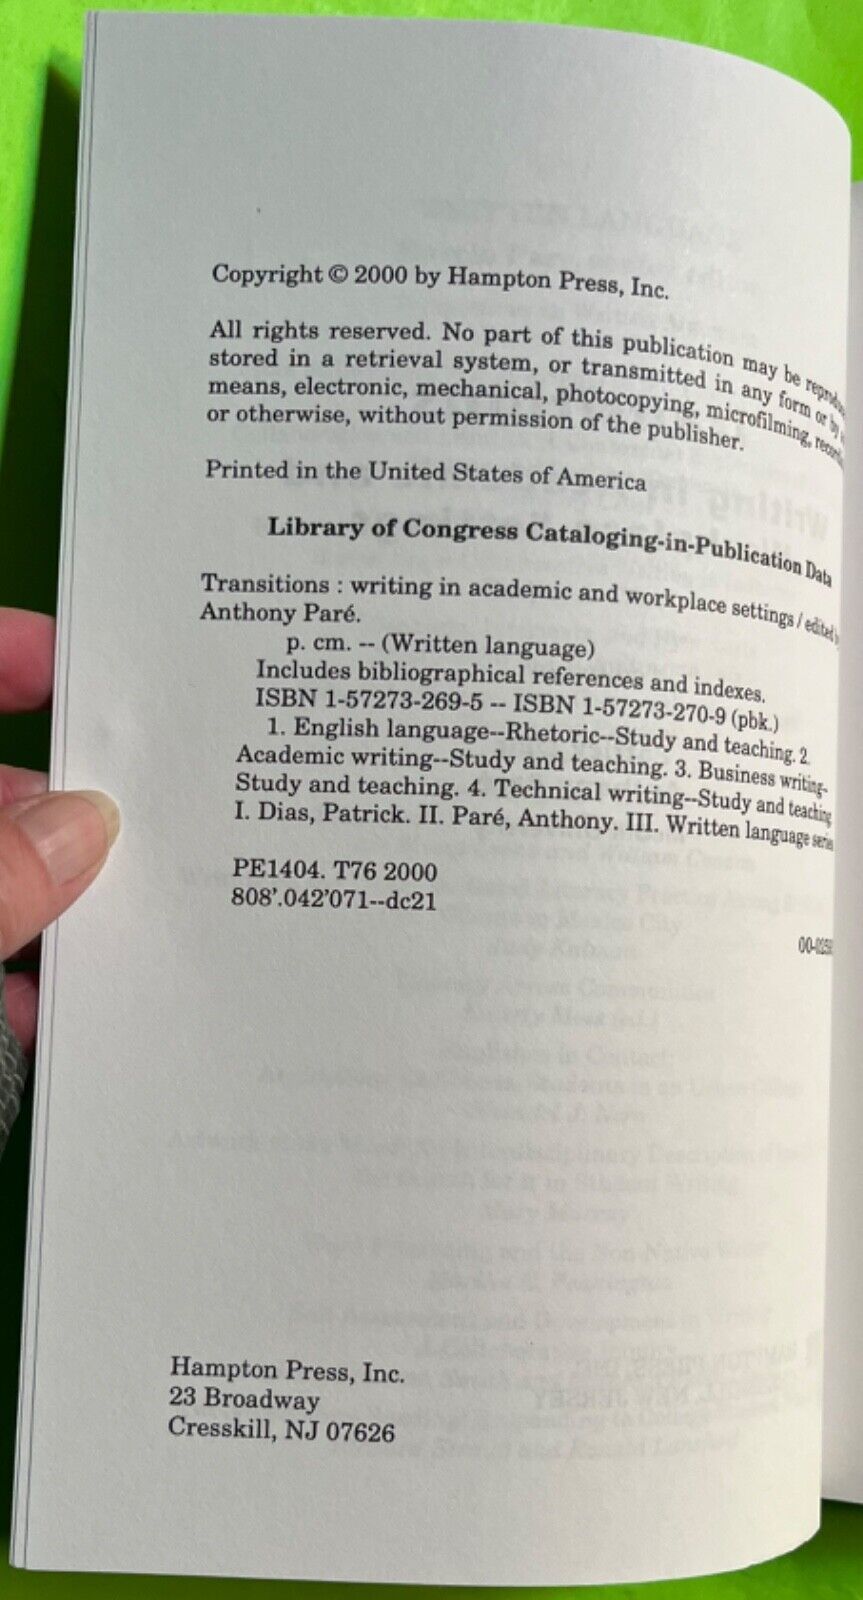 Copyright © 2000 by Hampton Press, Inc.
All rights reserved. No part of this publication may be
stored in a retrieval system, or transmitted in any form or by
means, electronic, mechanical, photocopying, microfilming,
or otherwise, without permission of the publisher.
Printed in the United States of America
Library of Congress Cataloging-in-Publication Data
Transitions : writing in academic and workplace settings / edited
Anthony Paré.
p. cm. -- (Written language)
Includes bibliographical references and indexes.
ISBN 1-57273-269-5 -- ISBN 1-57273-270-9 (pbk.)
1. English language--Rhetoric--Study and teaching. 2.
Academic writing--Study and teaching. 3. Business writing--
Study and teaching. 4. Technical writing--Study and teaching
I. Dias, Patrick. II. Paré, Anthony. III. Written language series
PE1404. T76 2000
808'.042'071--dc21
Hampton Press, Inc.
23 Broadway
Cresskill, NJ 07626